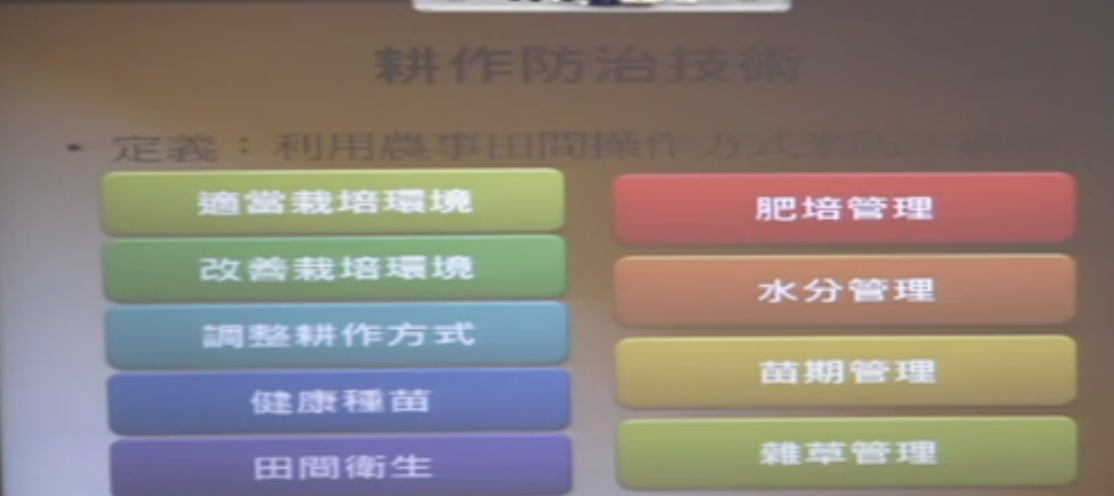 耕作防治技術
• 定義：利用農事田間操作方式來防
適當栽培環境
改善栽培環境
調整耕作方式
健康種苗
田間衛生
肥培管理
水分管理
苗期管理
雜草管理